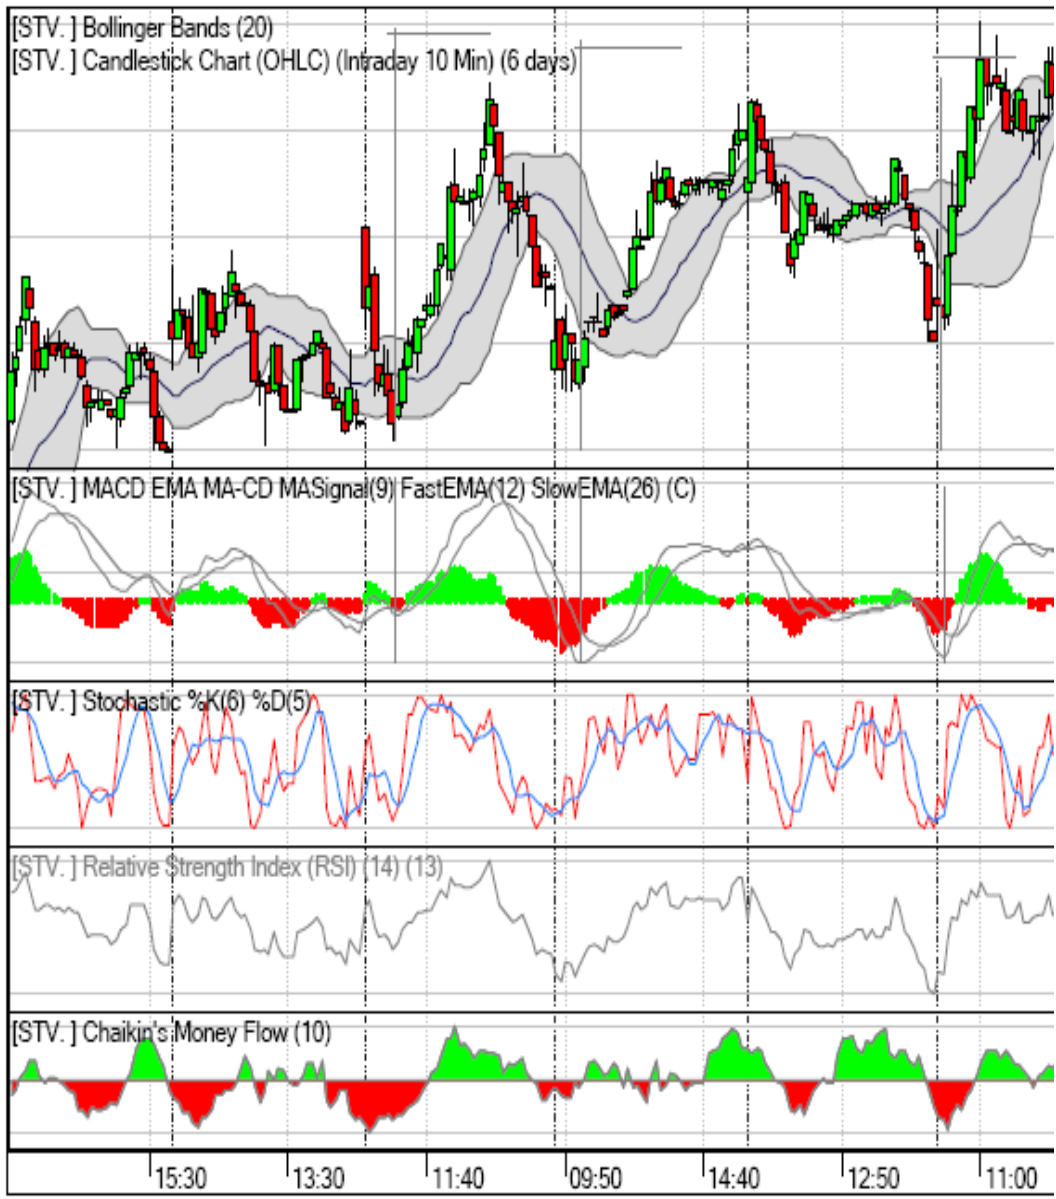 [STV. ] Bollinger Bands (20)
[STV. ] Candlestick Chart (OHLC) (Intraday 10 Min) (6 days)
[STV. ] MACD EMA MA-CD MASignal(9) FastEMA(12) SlowEMA(26) (C)
[STV. ] Stochastic %K(6) %D(5)
[STV. ] Relative Strength Index (RSI) (14) (13)
[STV. ] Chaikin's Money Flow (10)
15:30 13:30 11:40 09:50 14:40 12:50 11:00